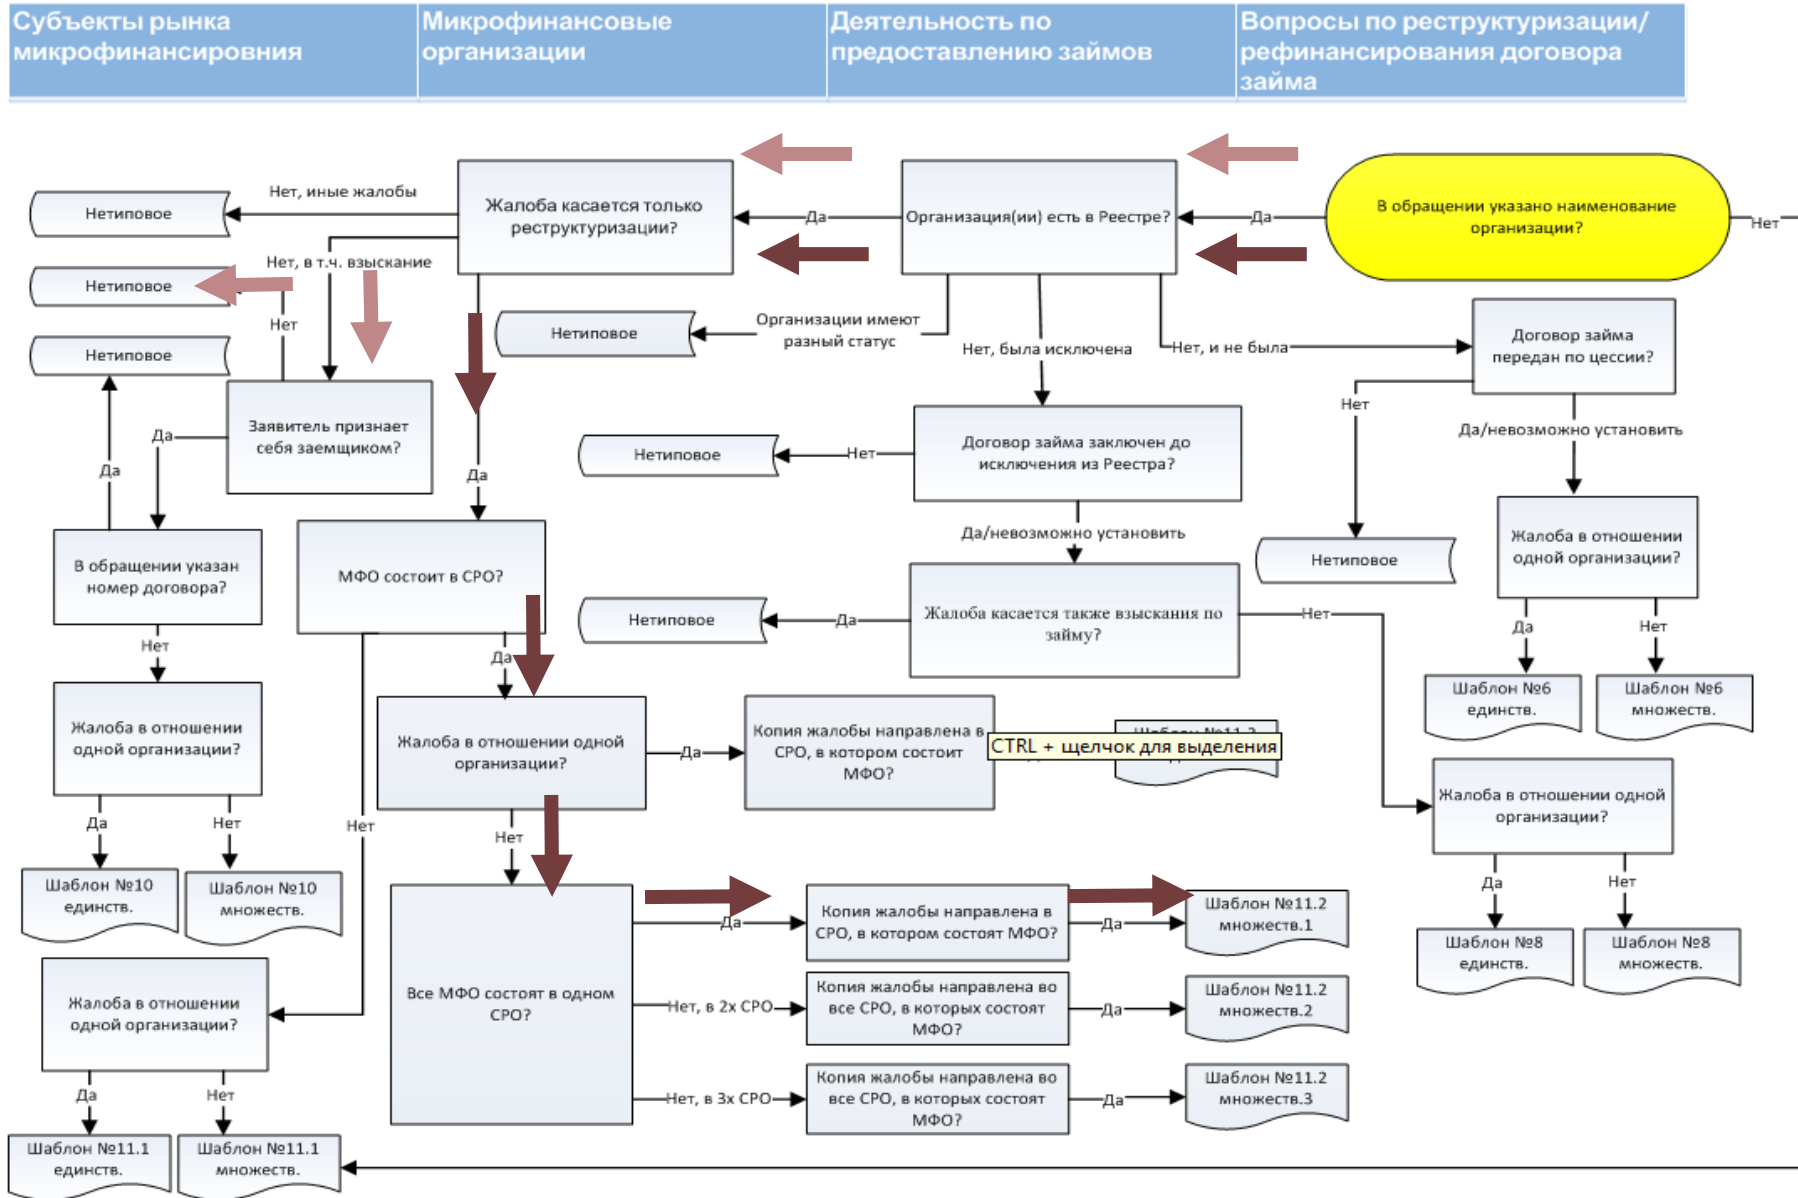 Субъекты рынка
микрофинансировния
Микрофинансовые
организации
Деятельность по
предоставлению займов
Вопросы по реструктуризации/
рефинансирования договора
займа
В обращении указано наименование
организации?
Да
Нет
Организация(ии) есть в Реестре?
Да
Жалоба касается только
реструктуризации?
Нет, иные жалобы
Нетиповое
Нет, в т.ч. взыскание
Нетиповое
Нет
Нетиповое
Да
Заявитель признает
себя заемщиком?
Да
В обращении указан
номер договора?
Нет
Жалоба в отношении
одной организации?
Да
Нет
Шаблон №10
единств.
Шаблон №10
множеств.
Организации имеют
разный статус
Нетиповое
Нет, была исключена
Нет, и не была
Договор займа
передан по цессии?
Нет
Нетиповое
Да/невозможно установить
Жалоба в отношении
одной организации?
Да
Нет
Шаблон №6
единств.
Шаблон №6
множеств.
Договор займа заключен до
исключения из Реестра?
Нет
Нетиповое
Да/невозможно установить
Жалоба касается также взыскания по
займу?
Да
Нетиповое
Нет
Жалоба в отношении одной
организации?
Да
Нет
Шаблон №8
единств.
Шаблон №8
множеств.
Да
МФО состоит в СРО?
Да
Нет
Жалоба в отношении одной
организации?
Да
Копия жалобы направлена в
СРО, в котором состоит
МФО?
CTRL + щелчок для выделения
Нет
Все МФО состоят в одном
СРО?
Да
Копия жалобы направлена в
СРО, в котором состоят МФО?
Да
Шаблон №11.2
множеств.1
Нет, в 2х СРО
Копия жалобы направлена во
все СРО, в которых состоят
МФО?
Да
Шаблон №11.2
множеств.2
Нет, в 3х СРО
Копия жалобы направлена во
все СРО, в которых состоят
МФО?
Да
Шаблон №11.2
множеств.3
Жалоба в отношении
одной организации?
Да
Нет
Шаблон №11.1
единств.
Шаблон №11.1
множеств.